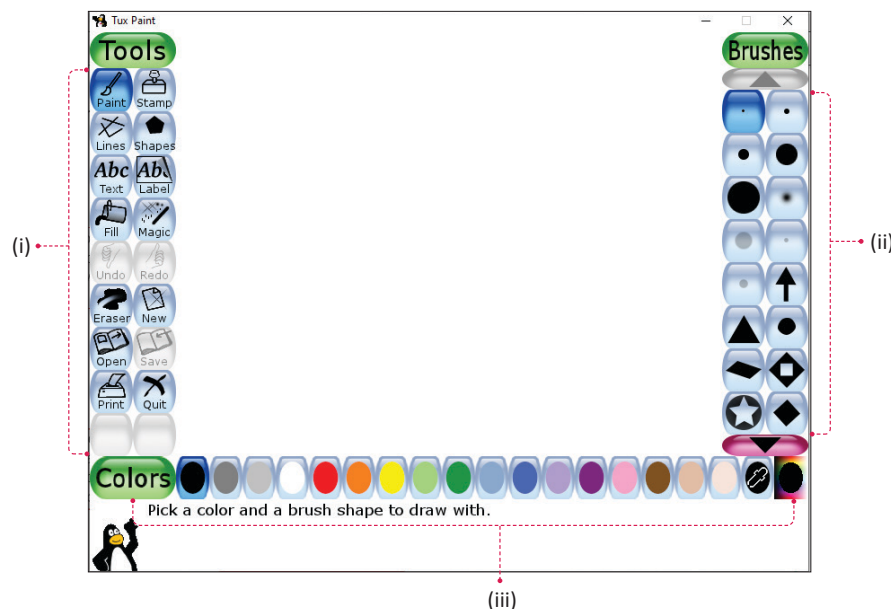 Tux Paint
Tools
Brushes
Paint Stamp
Lines Shapes
Abc Abc
Text Label
Fill Magic
Undo Redo
Eraser New
Open Save
Print Quit
(i)
(ii)
Colors
Pick a color and a brush shape to draw with.
(iii)